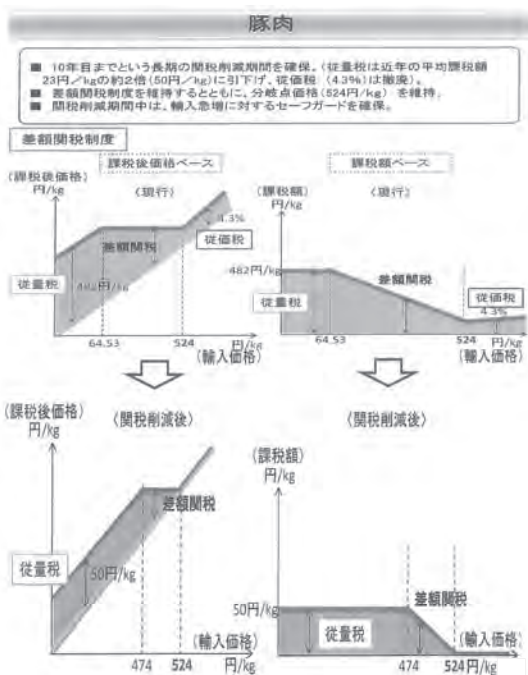 豚肉
■ 10年目までという長期の関税削減期間を確保。(従量税は近年の平均課税額
23円/kgの約2倍(50円/kg)に引下げ、従価税(4.3%)は撤廃)。
■ 差額関税制度を維持するとともに、分岐点価格(524円/kg)を維持。
■ 関税削減期間中は、輸入急増に対するセーフガードを確保。
差額関税制度
課税後価格ベース
(課税後価格)
円/kg
(現行)
4.3%
差額関税
従価税
従量税
482円/kg
64.53
524
円/kg
(輸入価格)
課税額ベース
(課税額)
円/kg
(現行)
482円/kg
差額関税
従量税
従価税
4.3%
64.53
524
円/kg
(輸入価格)
(課税後価格)
円/kg
〈関税削減後〉
差額関税
従量税
50円/kg
(輸入価格)
474
524
円/kg
〈関税削減後〉
(課税額)
円/kg
50円/kg
差額関税
従量税
(輸入価格)
474
524円/kg